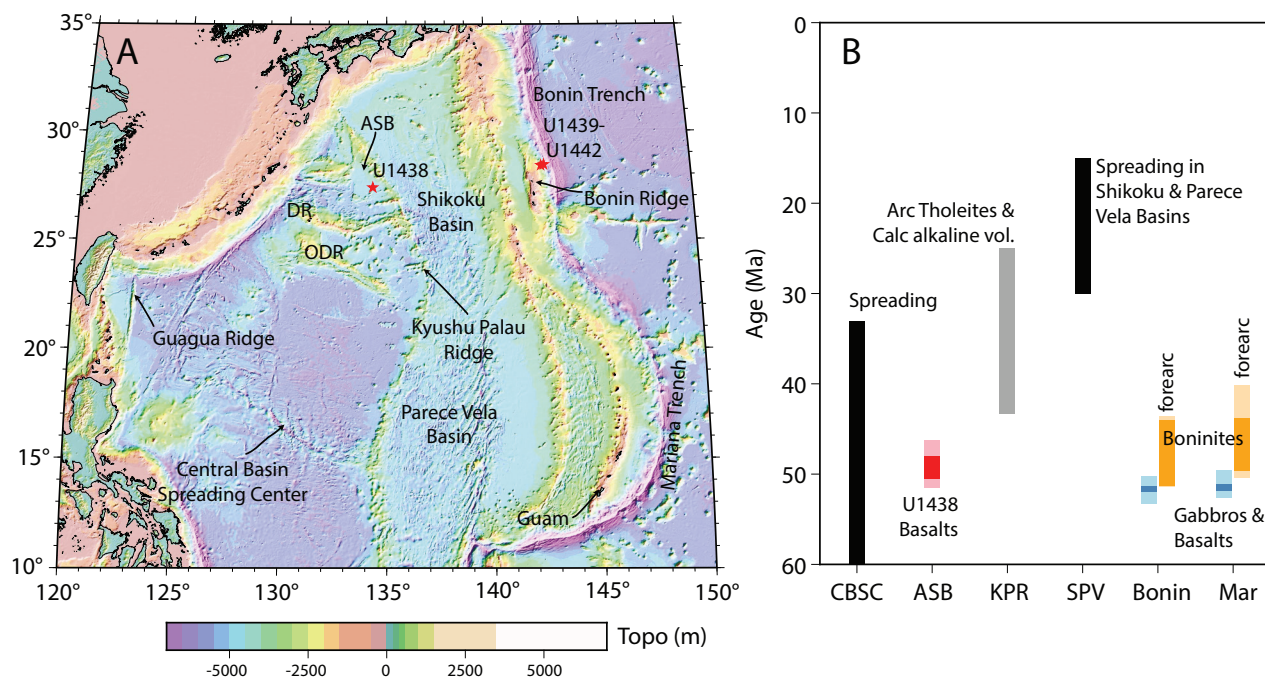 A
35°
30°
25°
20°
15°
10°
120°
125°
130°
135°
140°
145°
150°
Bonin Trench
U1439-
U1442
ASB
U1438
Bonin Ridge
Shikoku
Basin
DR
ODR
Guagua Ridge
Kyushu Palau
Ridge
Parece Vela
Basin
Mariana Trench
Central Basin
Spreading Center
Guam
Topo (m)
-5000
-2500
0
2500
5000
B
Age (Ma)
0
10
20
30
40
50
60
Spreading in
Shikoku & Parece
Vela Basins
Arc Tholeites &
Calc alkaline vol.
Spreading
forearc
forearc
Boninites
U1438
Basalts
Gabbros &
Basalts
CBSC
ASB
KPR
SPV
Bonin
Mar